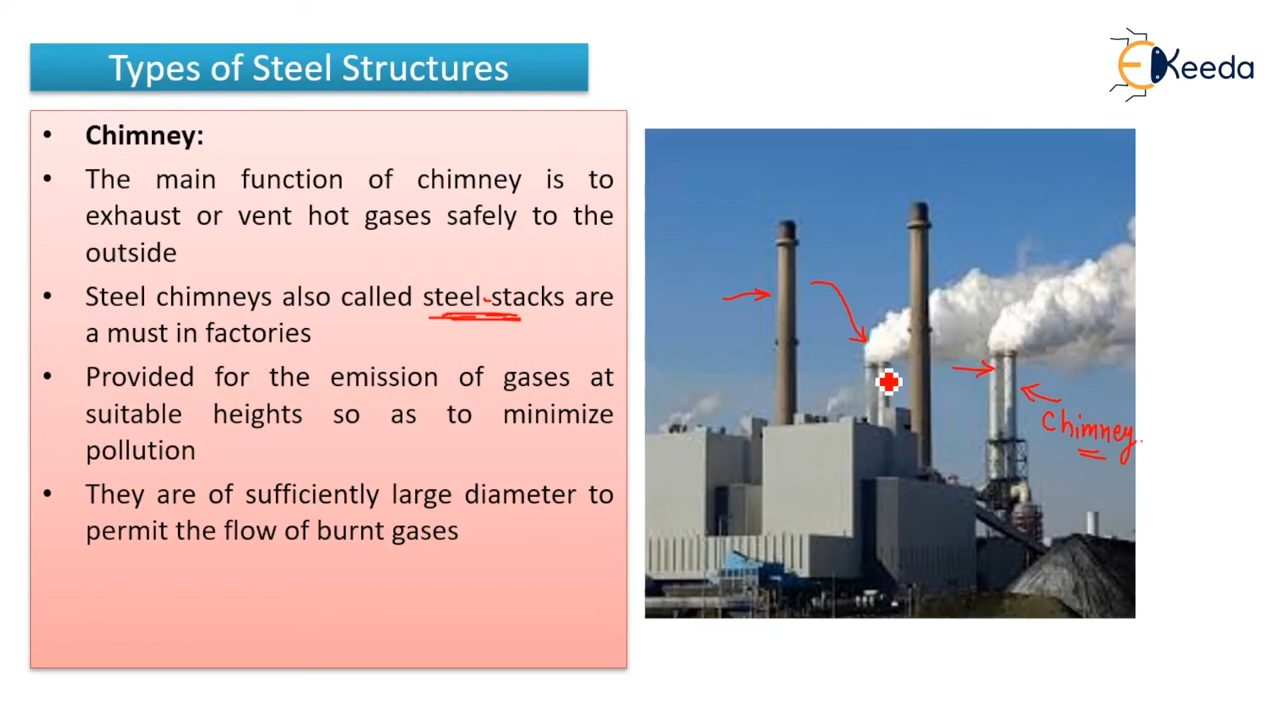 Types of Steel Structures
EKeeda
• Chimney:
• The main function of chimney is to
exhaust or vent hot gases safely to the
outside
• Steel chimneys also called steel stacks are
a must in factories
• Provided for the emission of gases at
suitable heights so as to minimize
pollution
• They are of sufficiently large diameter to
permit the flow of burnt gases
Chimney.